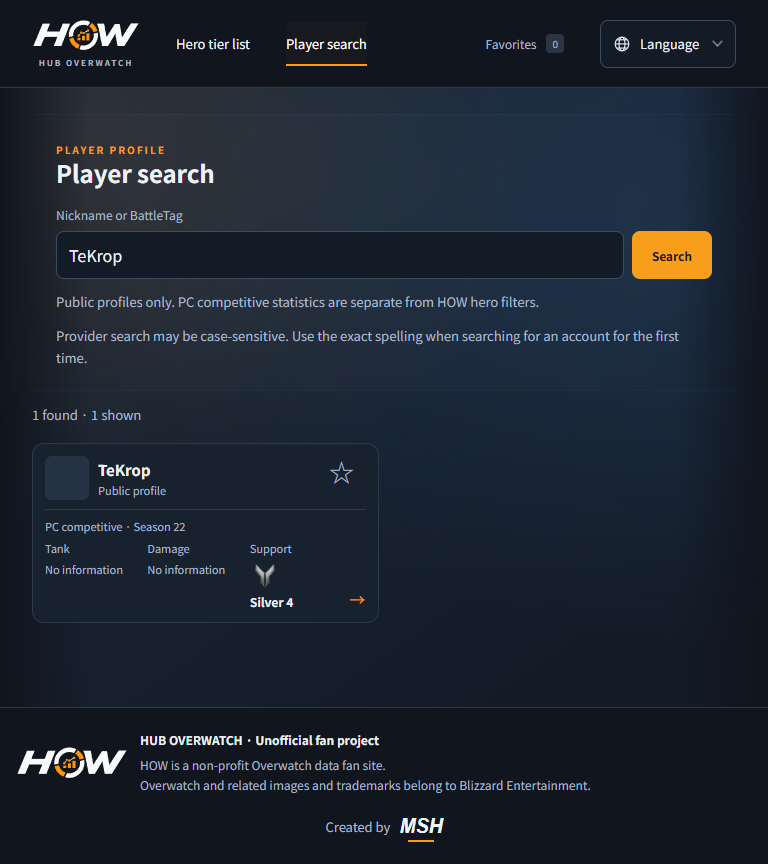 HOW
HUB OVERWATCH
Hero tier list
Player search
Favorites 0
Language
PLAYER PROFILE
Player search
Nickname or BattleTag
TeKrop
Search
Public profiles only. PC competitive statistics are separate from HOW hero filters.
Provider search may be case-sensitive. Use the exact spelling when searching for an account for the first
time.
1 found · 1 shown
TeKrop
Public profile
PC competitive · Season 22
Tank
Damage
Support
No information
No information
Silver 4
HOW
HUB OVERWATCH · Unofficial fan project
HOW is a non-profit Overwatch data fan site.
Overwatch and related images and trademarks belong to Blizzard Entertainment.
Created by MSH